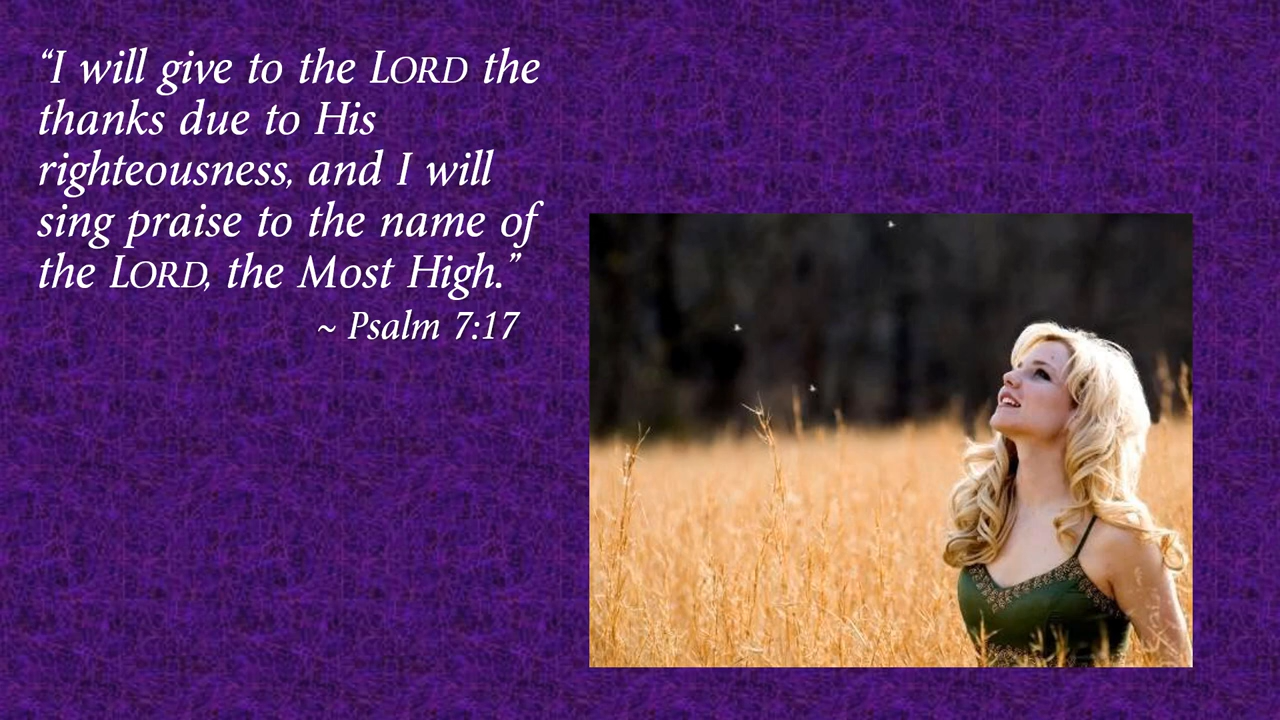 “I will give to the LORD the
thanks due to His
righteousness, and I will
sing praise to the name of
the LORD, the Most High.”
~ Psalm 7:17